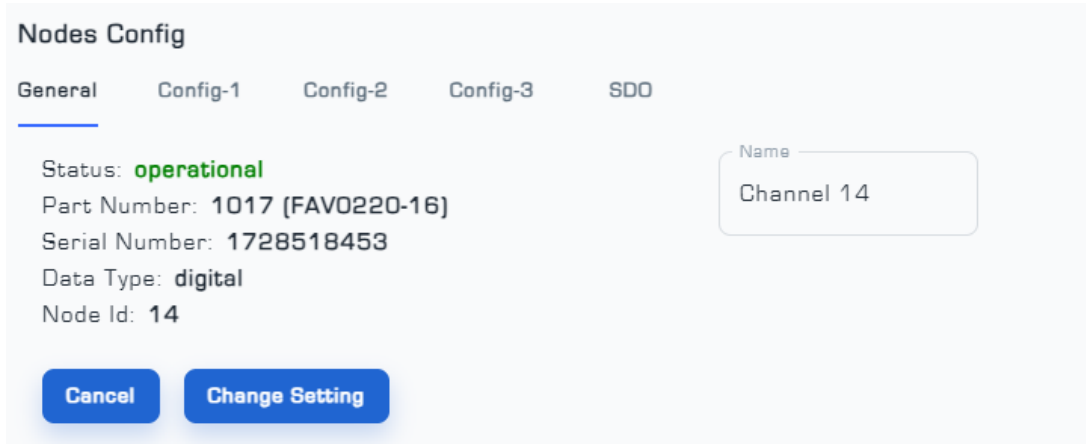 Nodes Config
General Config-1 Config-2 Config-3 SDO
Status: operational
Part Number: 1017 (FAV0220-16)
Serial Number: 1728518453
Data Type: digital
Node Id: 14
Name
Channel 14
Cancel Change Setting